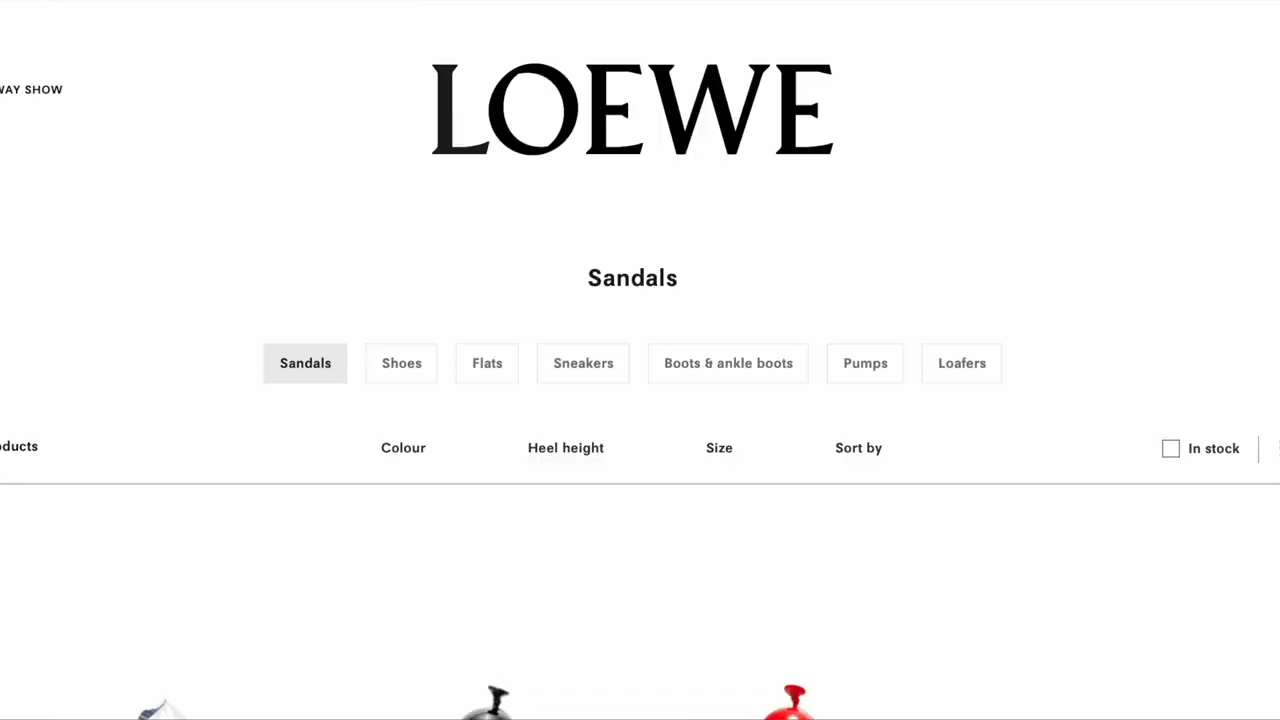 WAY SHOW
LOEWE
Sandals
Sandals Shoes Flats Sneakers Boots & ankle boots Pumps Loafers
oducts Colour Heel height Size Sort by In stock